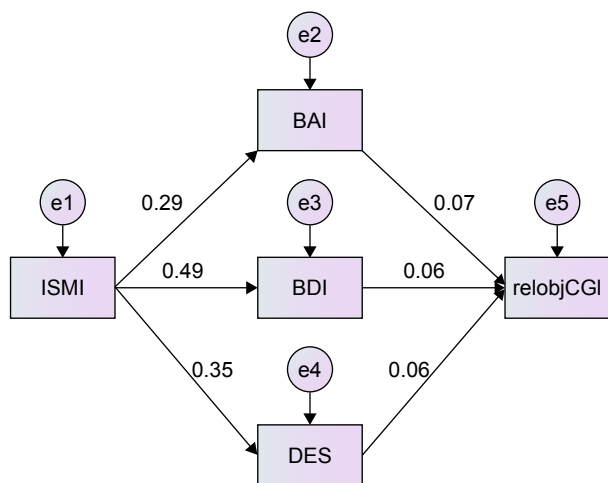 e2
BAI
e1
0.29
e3
0.07
e5
ISMI
0.49
BDI
0.06
relobjCGI
0.35
e4
0.06
DES